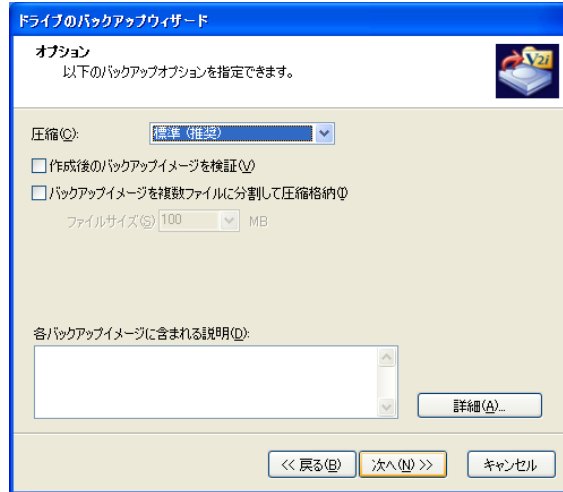 ドライブのバックアップウィザード
オプション
以下のバックアップオプションを指定できます。
V2i
圧縮(C): 標準 (推奨)
作成後のバックアップイメージを検証(V)
バックアップイメージを複数ファイルに分割して圧縮格納(I)
ファイルサイズ(S) 100 MB
各バックアップイメージに含まれる説明(D):
詳細(A)...
<< 戻る(B) 次へ(N) >> キャンセル